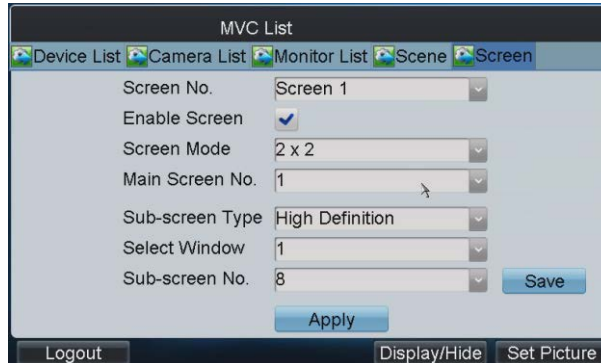 MVC List
Device List Camera List Monitor List Scene Screen
Screen No. Screen 1
Enable Screen
Screen Mode 2 x 2
Main Screen No. 1
Sub-screen Type High Definition
Select Window 1
Sub-screen No. 8 Save
Apply
Logout Display/Hide Set Picture